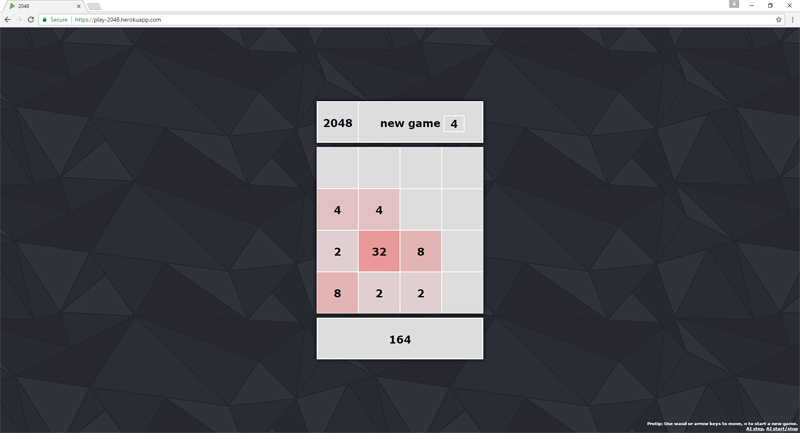 2048
Secure | https://play-2048.herokuapp.com
2048 new game 4
4 4
2 32 8
8 2 2
164
Protip: Use wasd or arrow keys to move, n to start a new game.
AI step, AI start/stop